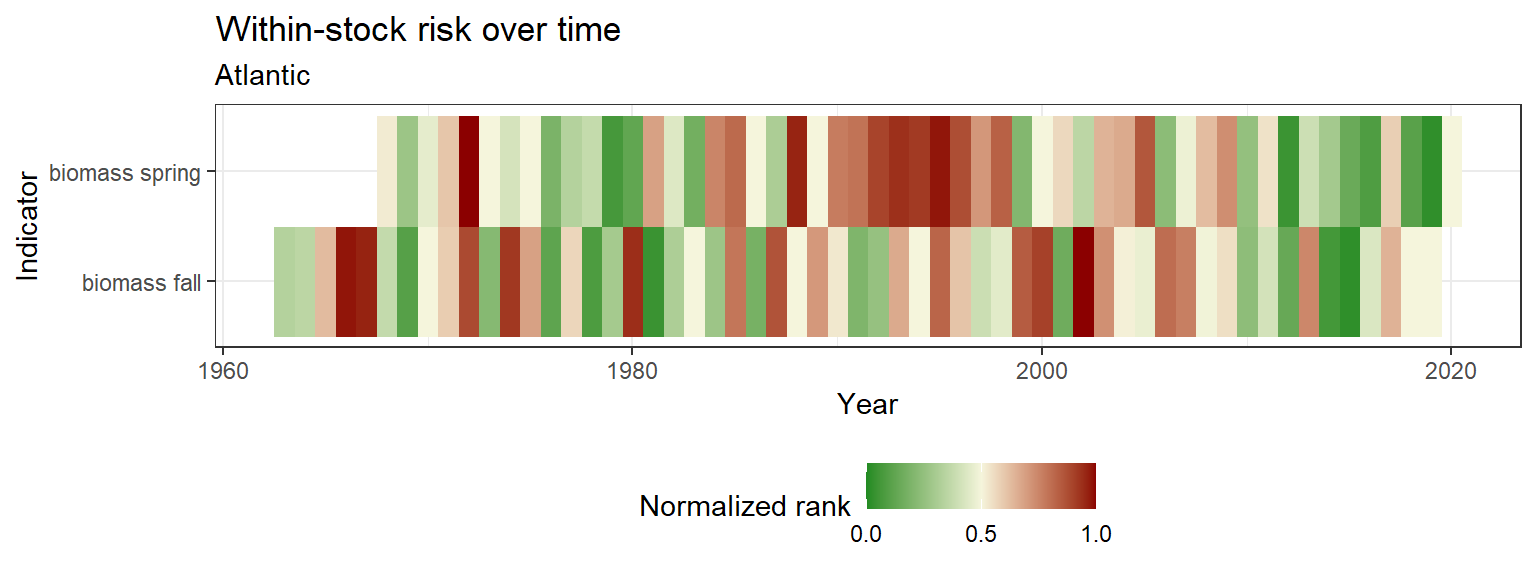 Within-stock risk over time
Atlantic
Indicator
biomass spring
biomass fall
1960 1980 2000 2020
Year
Normalized rank
0.0 0.5 1.0